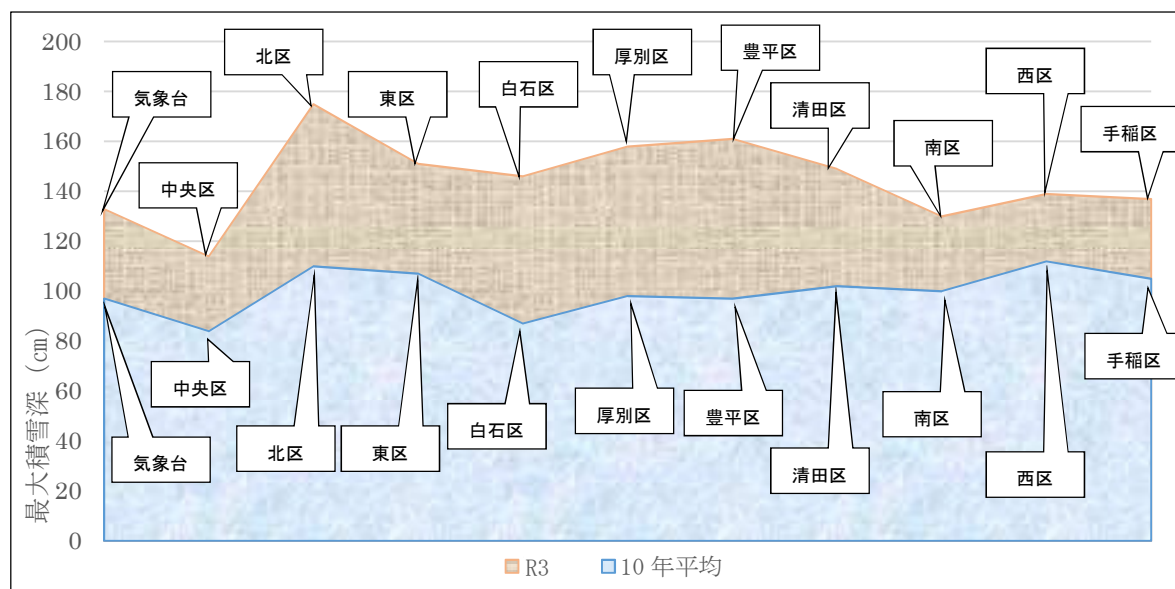 最大積雪深（㎝）
200
180
160
140
120
100
80
60
40
20
0
気象台
中央区
北区
東区
白石区
厚別区
豊平区
清田区
南区
西区
手稲区
気象台
中央区
北区
東区
白石区
厚別区
豊平区
清田区
南区
西区
手稲区
R3
10年平均